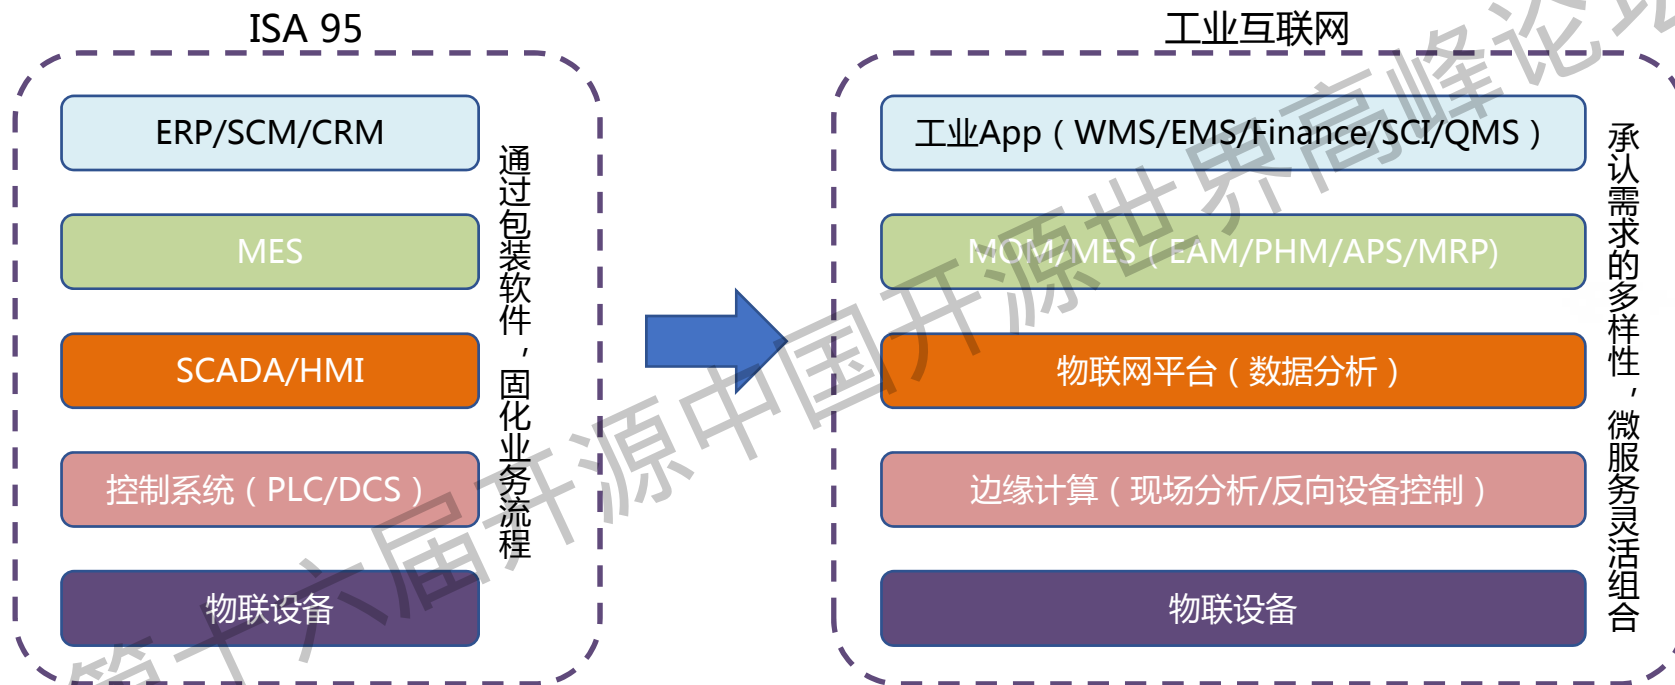 ISA 95
ERP/SCM/CRM
MES
SCADA/HMI
控制系统（PLC/DCS）
物联设备
通过包装软件，固化业务流程
工业互联网
工业App（WMS/EMS/Finance/SCI/QMS）
MOM/MES（EAM/PHM/APS/MRP)
物联网平台（数据分析）
边缘计算（现场分析/反向设备控制）
物联设备
承认需求的多样性，微服务灵活组合
第十六届开源中国开源世界高峰论坛